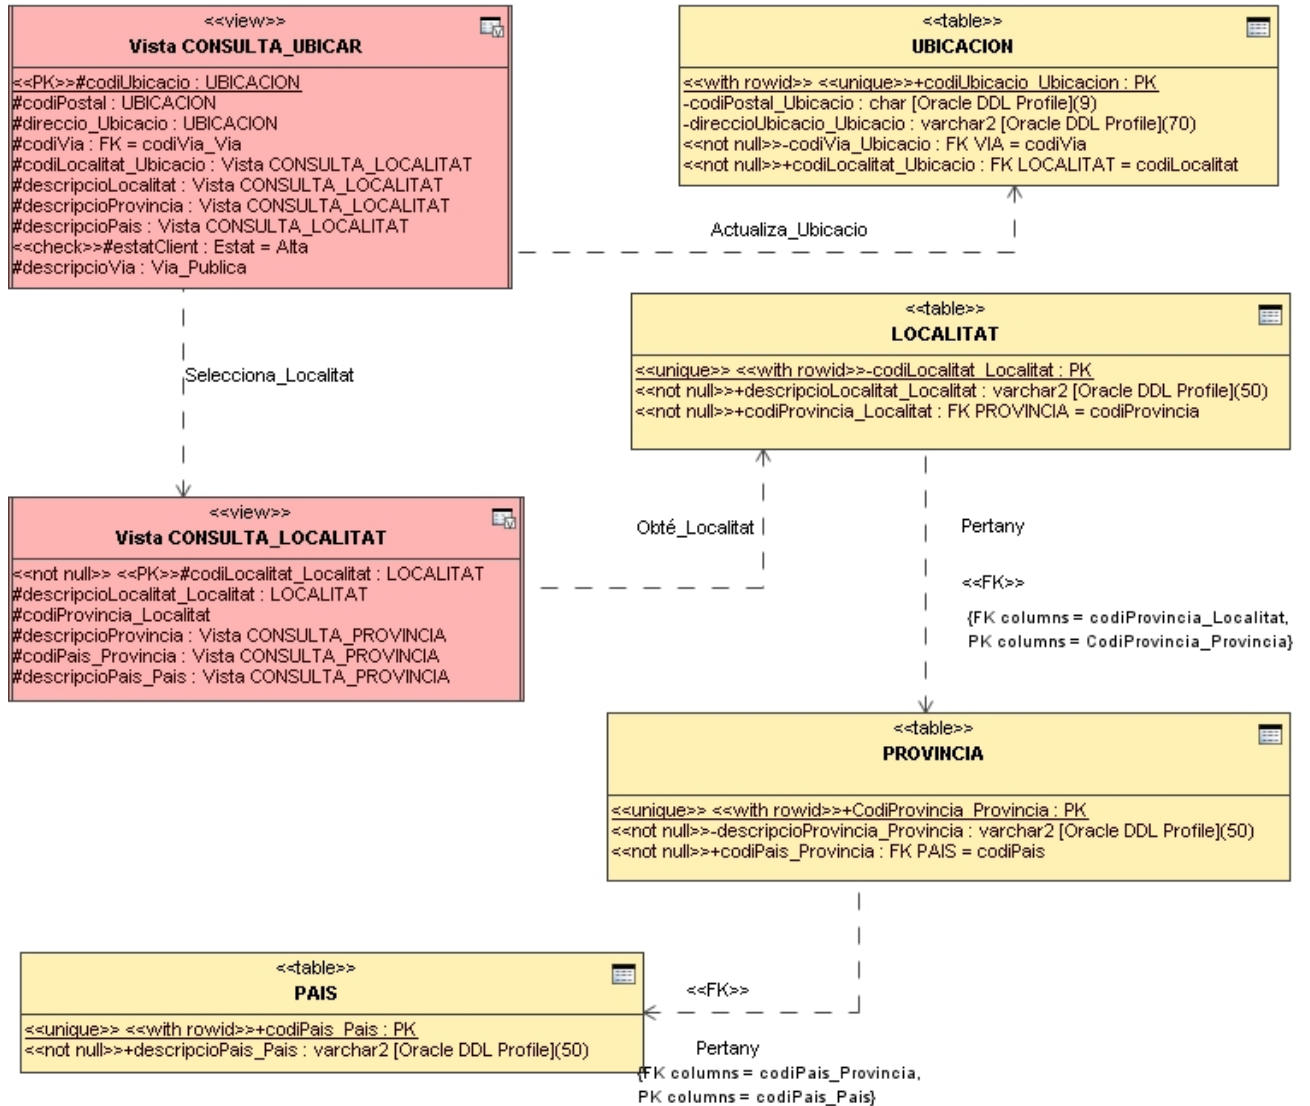 <<view>>
Vista CONSULTA_UBICAR
<<PK>>#codiUbicacio : UBICACION
#codiPostal : UBICACION
#direccio_Ubicacio : UBICACION
#codiVia : FK = codiVia_Via
#codiLocalitat_Ubicacio : Vista CONSULTA_LOCALITAT
#descripcioLocalitat : Vista CONSULTA_LOCALITAT
#descripcioProvincia : Vista CONSULTA_LOCALITAT
#descripcioPais : Vista CONSULTA_LOCALITAT
<<check>>#estatClient : Estat = Alta
#descripcioVia : Via_Publica
<<table>>
UBICACION
<<with rowid>> <<unique>>+codiUbicacio_Ubicacion : PK
-codiPostal_Ubicacio : char [Oracle DDL Profile](9)
-direccioUbicacio_Ubicacio : varchar2 [Oracle DDL Profile](70)
<<not null>>-codiVia_Ubicacio : FK VIA = codiVia
<<not null>>+codiLocalitat_Ubicacio : FK LOCALITAT = codiLocalitat
Actualiza_Ubicacio
<<table>>
LOCALITAT
<<unique>> <<with rowid>>-codiLocalitat_Localitat : PK
<<not null>>+descripcioLocalitat_Localitat : varchar2 [Oracle DDL Profile](50)
<<not null>>+codiProvincia_Localitat : FK PROVINCIA = codiProvincia
Selecciona_Localitat
<<view>>
Vista CONSULTA_LOCALITAT
<<not null>> <<PK>>#codiLocalitat_Localitat : LOCALITAT
#descripcioLocalitat_Localitat : LOCALITAT
#codiProvincia_Localitat
#descripcioProvincia : Vista CONSULTA_PROVINCIA
#codiPais_Provincia : Vista CONSULTA_PROVINCIA
#descripcioPais_Pais : Vista CONSULTA_PROVINCIA
Obté_Localitat
Pertany
<<FK>>
{FK columns = codiProvincia_Localitat,
PK columns = CodiProvincia_Provincia}
<<table>>
PROVINCIA
<<unique>> <<with rowid>>+CodiProvincia_Provincia : PK
<<not null>>-descripcioProvincia_Provincia : varchar2 [Oracle DDL Profile](50)
<<not null>>+codiPais_Provincia : FK PAIS = codiPais
<<table>>
PAIS
<<unique>> <<with rowid>>+codiPais_Pais : PK
<<not null>>+descripcioPais_Pais : varchar2 [Oracle DDL Profile](50)
<<FK>>
Pertany
{FK columns = codiPais_Provincia,
PK columns = codiPais_Pais}